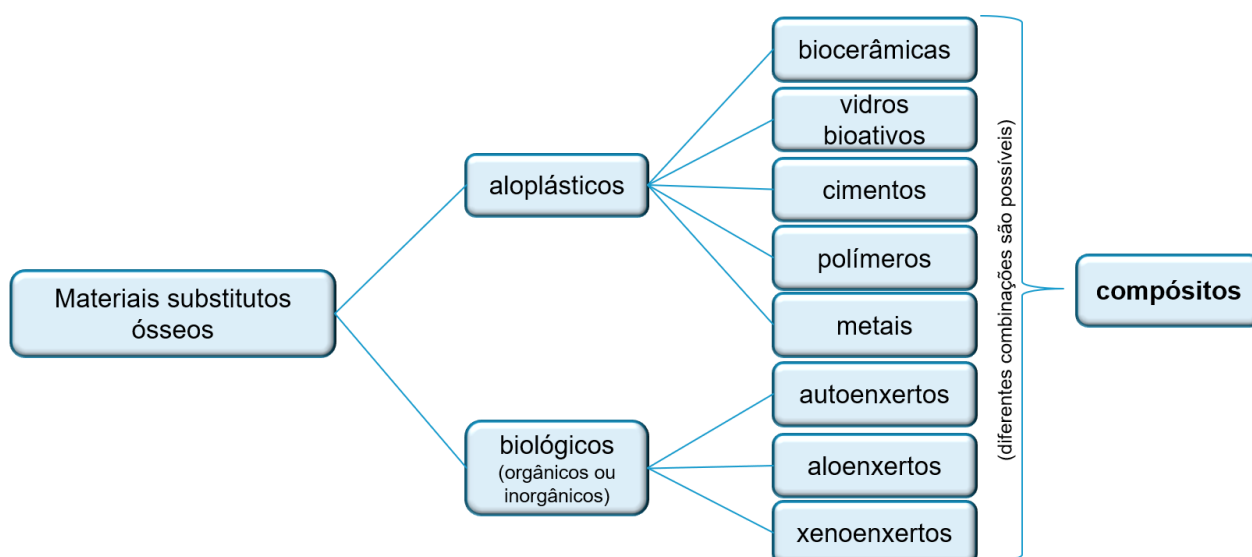 Materiais substitutos
ósseos
aloplásticos
biológicos
(orgânicos ou
inorgânicos)
biocerâmicas
vidros
bioativos
cimentos
polímeros
metais
autoenxertos
aloenxertos
xenoenxertos
(diferentes combinações são possíveis)
compósitos